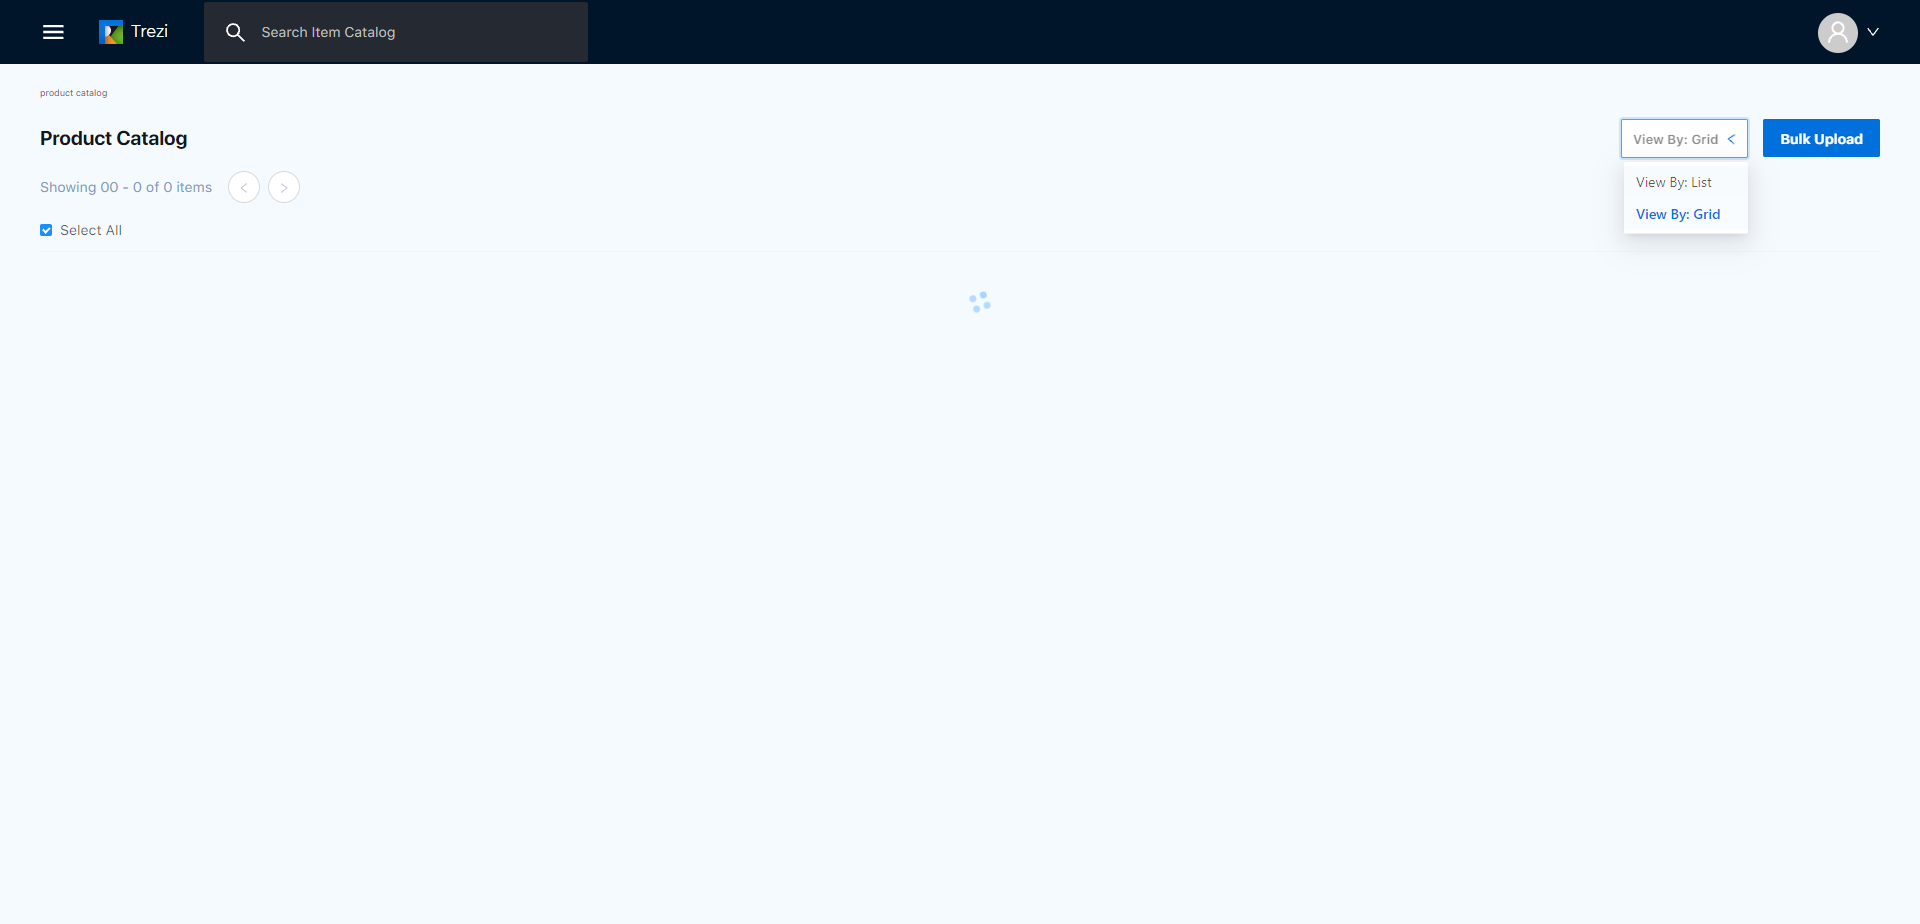 Trezi
Search Item Catalog
product catalog
Product Catalog
View By: Grid
Bulk Upload
Showing 00 - 0 of 0 items
View By: List
View By: Grid
Select All